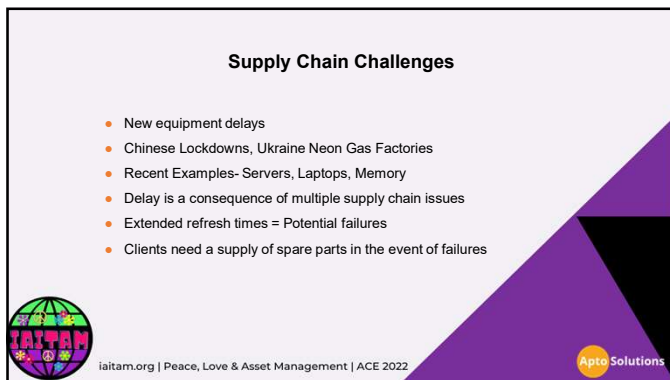 Supply Chain Challenges
● New equipment delays
● Chinese Lockdowns, Ukraine Neon Gas Factories
● Recent Examples- Servers, Laptops, Memory
● Delay is a consequence of multiple supply chain issues
● Extended refresh times = Potential failures
● Clients need a supply of spare parts in the event of failures
IAITAM
iaitam.org | Peace, Love & Asset Management | ACE 2022
Apto Solutions